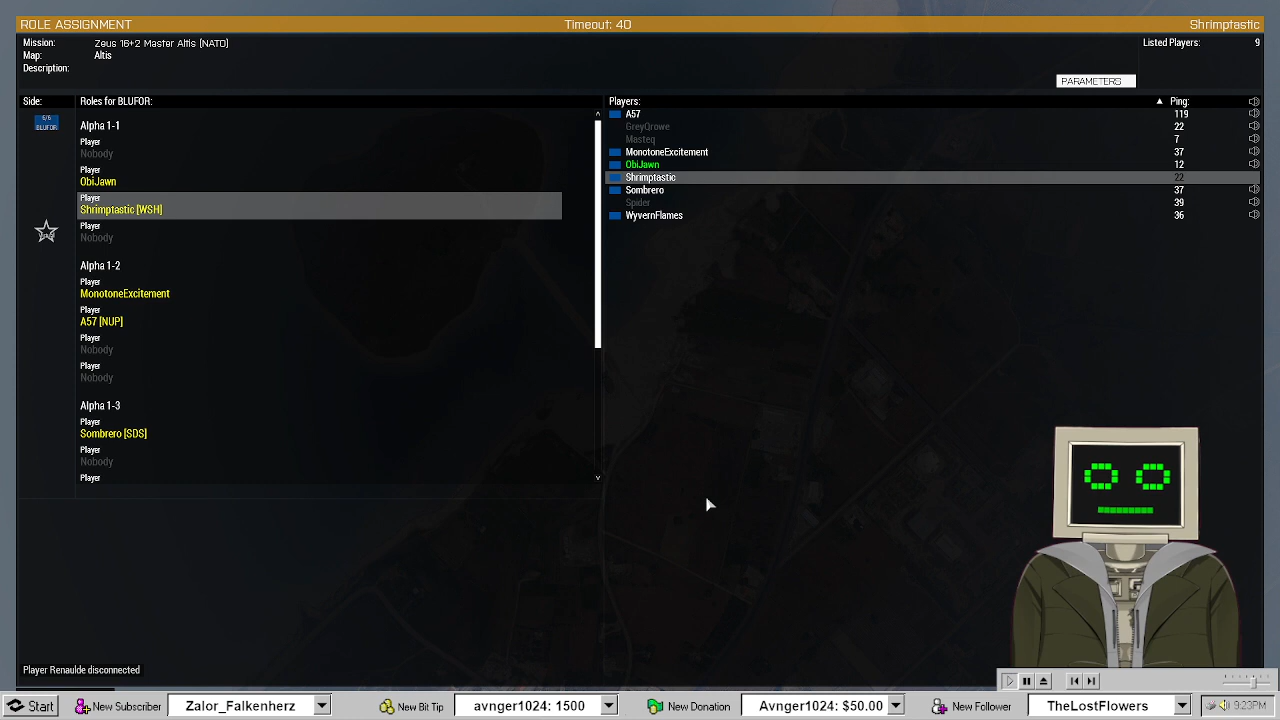 ROLE ASSIGNMENT Timeout: 40 Shrimptastic
Mission: Zeus 16+2 Master Altis (NATO) Listed Players: 9
Map: Altis
Description:
PARAMETERS
Side: Roles for BLUFOR: Players: Ping:
6/6
BLUFOR
Alpha 1-1
Player
Nobody
Player
ObiJawn
Player
Shrimptastic [WSH]
Player
Nobody
Alpha 1-2
Player
MonotoneExcitement
Player
A57 [NUP]
Player
Nobody
Player
Nobody
Alpha 1-3
Player
Sombrero [SDS]
Player
Nobody
Player
A57 119
GreyQrowe 22
Masteq 7
MonotoneExcitement 37
ObiJawn 12
Shrimptastic 22
Sombrero 37
Spider 39
WyvernFlames 36
Player Renaulde disconnected
Start New Subscriber Zalor_Falkenherz New Bit Tip avnger1024: 1500 New Donation Avnger1024: $50.00 New Follower TheLostFlowers 9:23PM